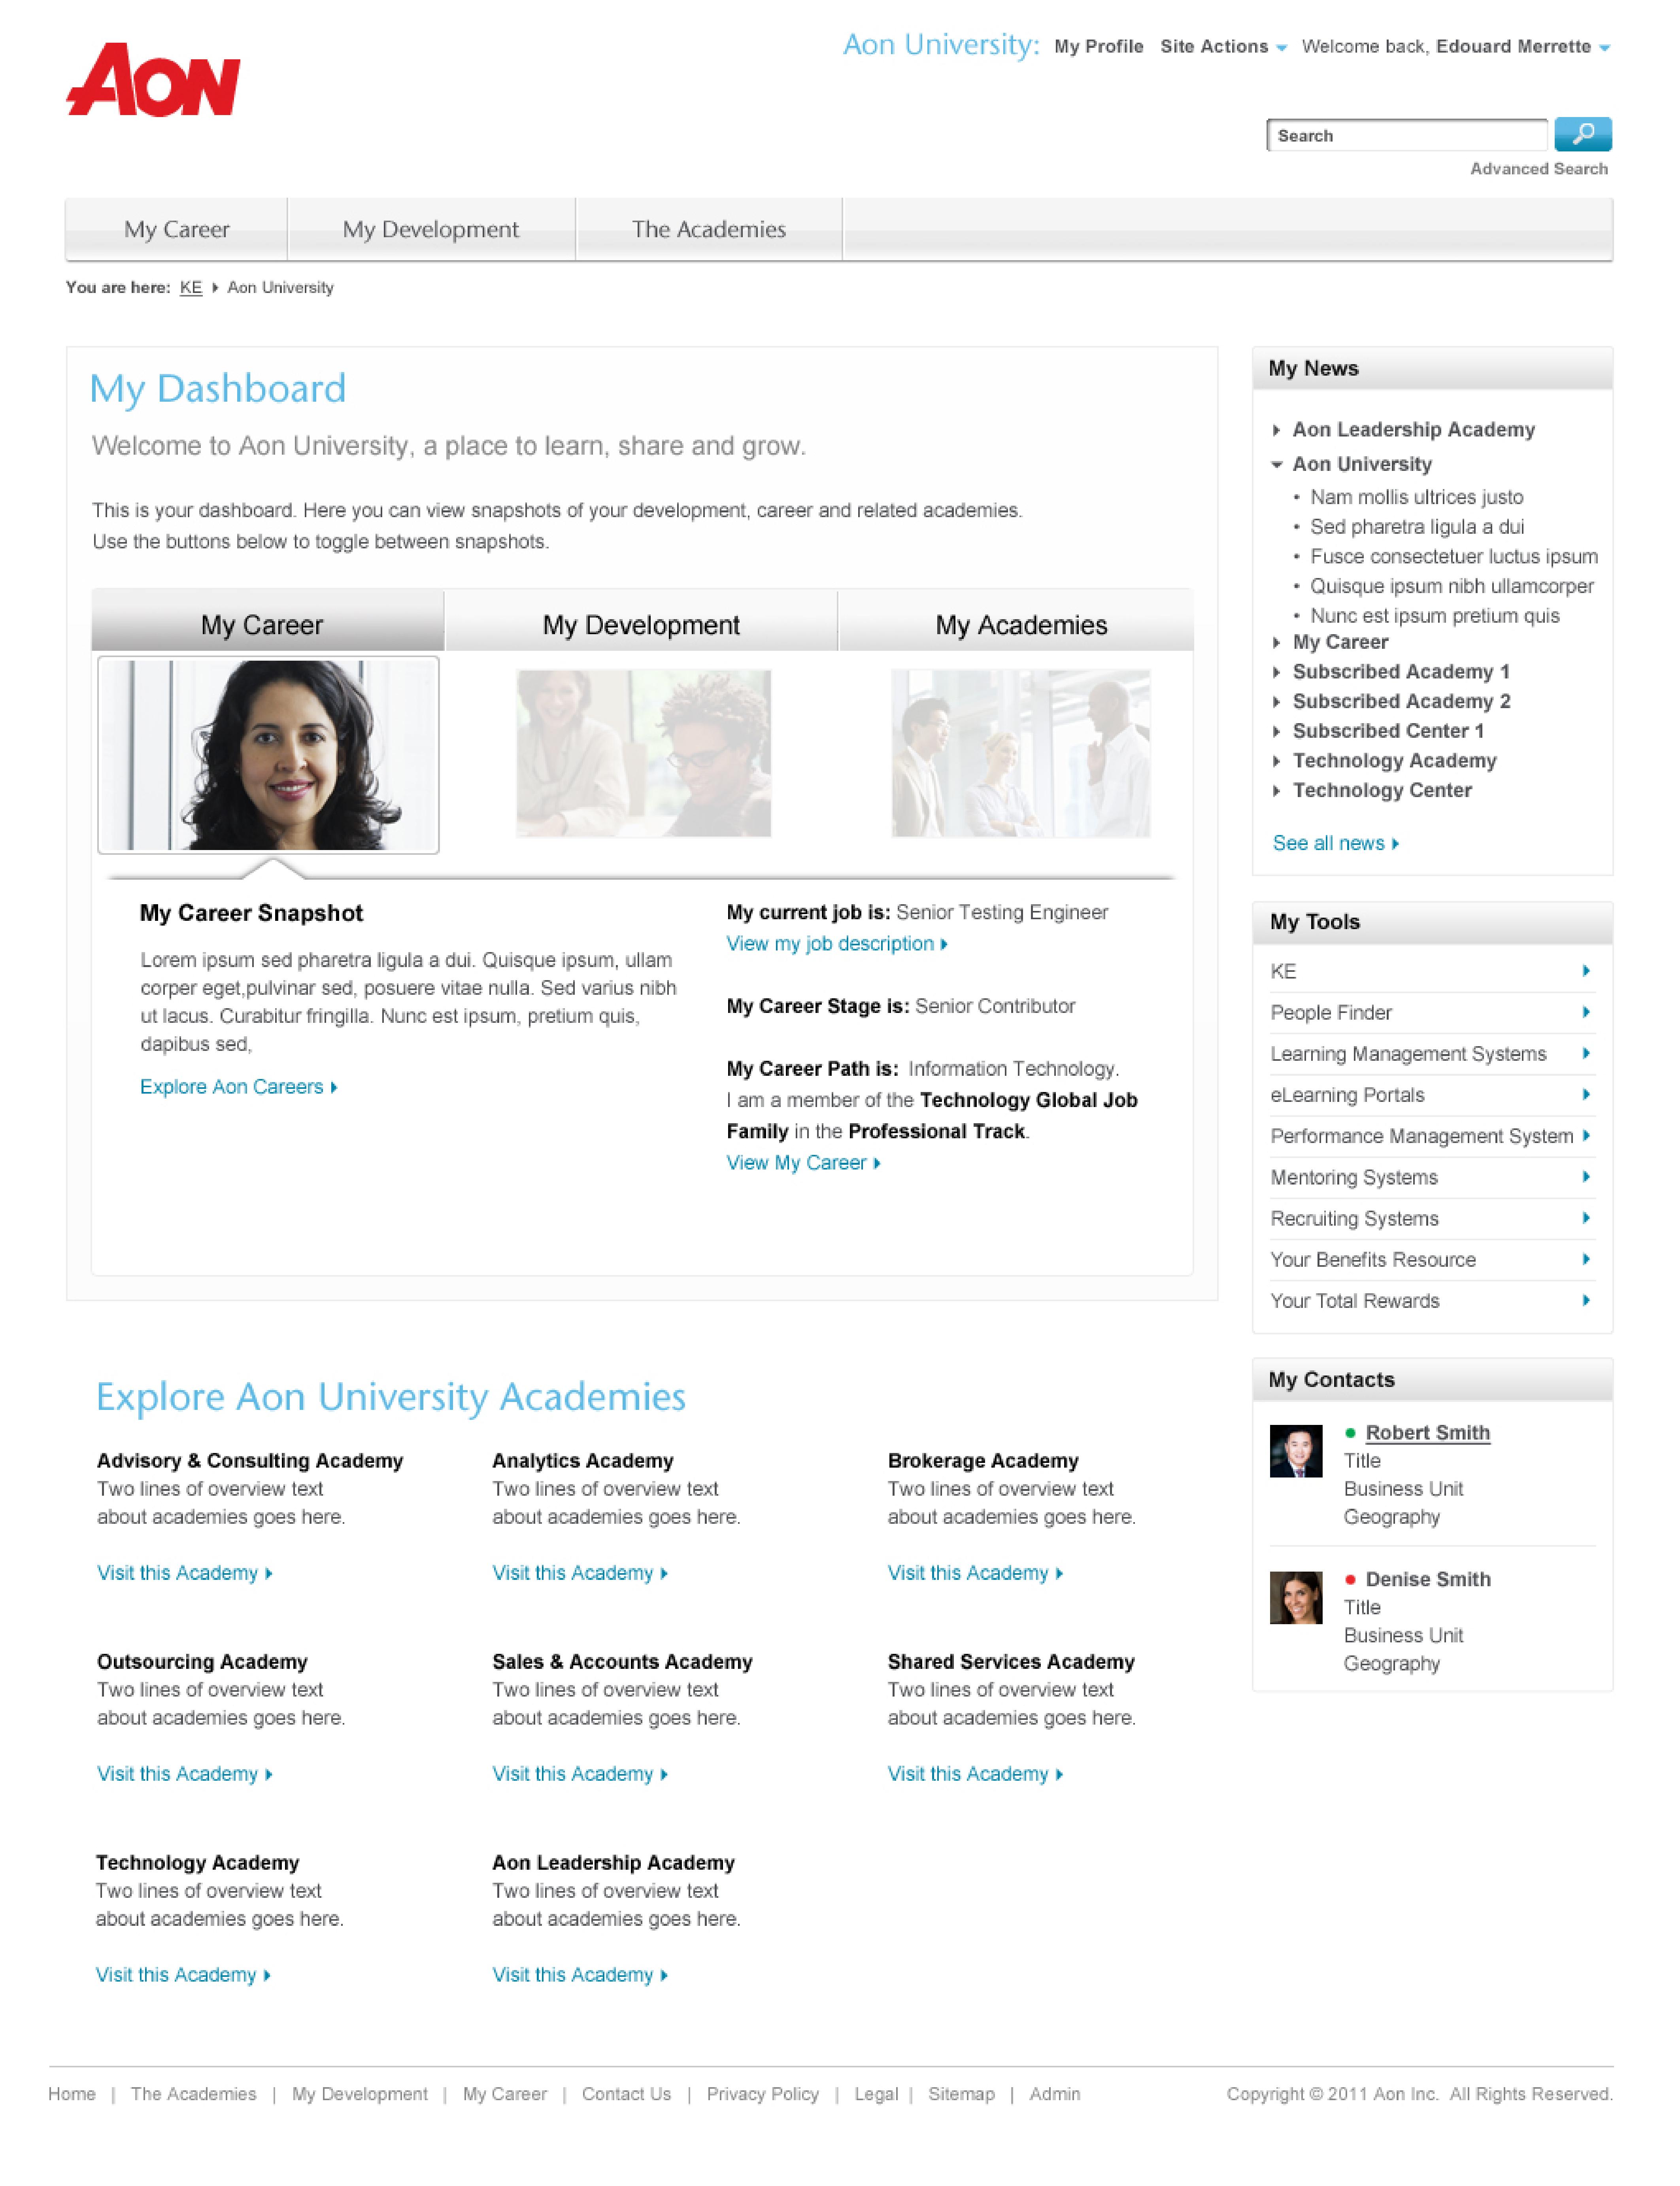 AON
Aon University: My Profile Site Actions Welcome back, Edouard Merrette
Search
Advanced Search
My Career My Development The Academies
You are here: KE Aon University
My Dashboard
Welcome to Aon University, a place to learn, share and grow.
This is your dashboard. Here you can view snapshots of your development, career and related academies.
Use the buttons below to toggle between snapshots.
My Career My Development My Academies
My Career Snapshot
Lorem ipsum sed pharetra ligula a dui. Quisque ipsum, ullam
corper eget,pulvinar sed, posuere vitae nulla. Sed varius nibh
ut lacus. Curabitur fringilla. Nunc est ipsum, pretium quis,
dapibus sed,
Explore Aon Careers
My current job is: Senior Testing Engineer
View my job description
My Career Stage is: Senior Contributor
My Career Path is: Information Technology.
I am a member of the Technology Global Job
Family in the Professional Track.
View My Career
My News
Aon Leadership Academy
Aon University
• Nam mollis ultrices justo
• Sed pharetra ligula a dui
• Fusce consectetuer luctus ipsum
• Quisque ipsum nibh ullamcorper
• Nunc est ipsum pretium quis
My Career
Subscribed Academy 1
Subscribed Academy 2
Subscribed Center 1
Technology Academy
Technology Center
See all news
My Tools
KE
People Finder
Learning Management Systems
eLearning Portals
Performance Management System
Mentoring Systems
Recruiting Systems
Your Benefits Resource
Your Total Rewards
My Contacts
Robert Smith
Title
Business Unit
Geography
Denise Smith
Title
Business Unit
Geography
Explore Aon University Academies
Advisory & Consulting Academy
Two lines of overview text
about academies goes here.
Visit this Academy
Analytics Academy
Two lines of overview text
about academies goes here.
Visit this Academy
Brokerage Academy
Two lines of overview text
about academies goes here.
Visit this Academy
Outsourcing Academy
Two lines of overview text
about academies goes here.
Visit this Academy
Sales & Accounts Academy
Two lines of overview text
about academies goes here.
Visit this Academy
Shared Services Academy
Two lines of overview text
about academies goes here.
Visit this Academy
Technology Academy
Two lines of overview text
about academies goes here.
Visit this Academy
Aon Leadership Academy
Two lines of overview text
about academies goes here.
Visit this Academy
Home | The Academies | My Development | My Career | Contact Us | Privacy Policy | Legal | Sitemap | Admin
Copyright © 2011 Aon Inc. All Rights Reserved.